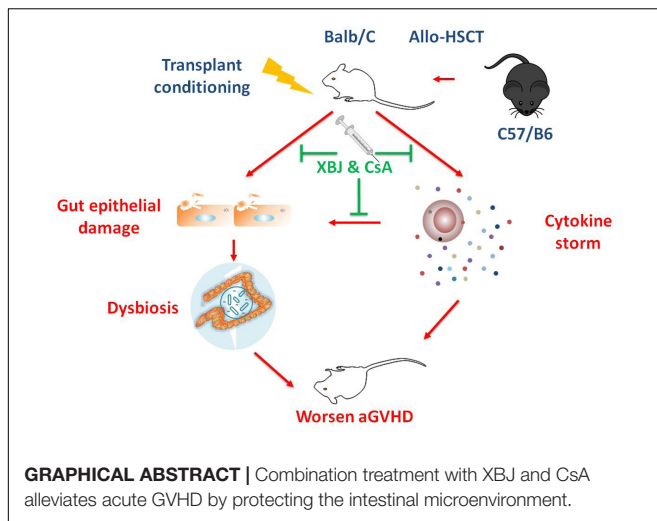 Balb/C
Allo-HSCT
Transplant
conditioning
C57/B6
XBJ & CsA
Gut epithelial
damage
Cytokine
storm
Dysbiosis
Worsen aGVHD
GRAPHICAL ABSTRACT | Combination treatment with XBJ and CsA
alleviates acute GVHD by protecting the intestinal microenvironment.